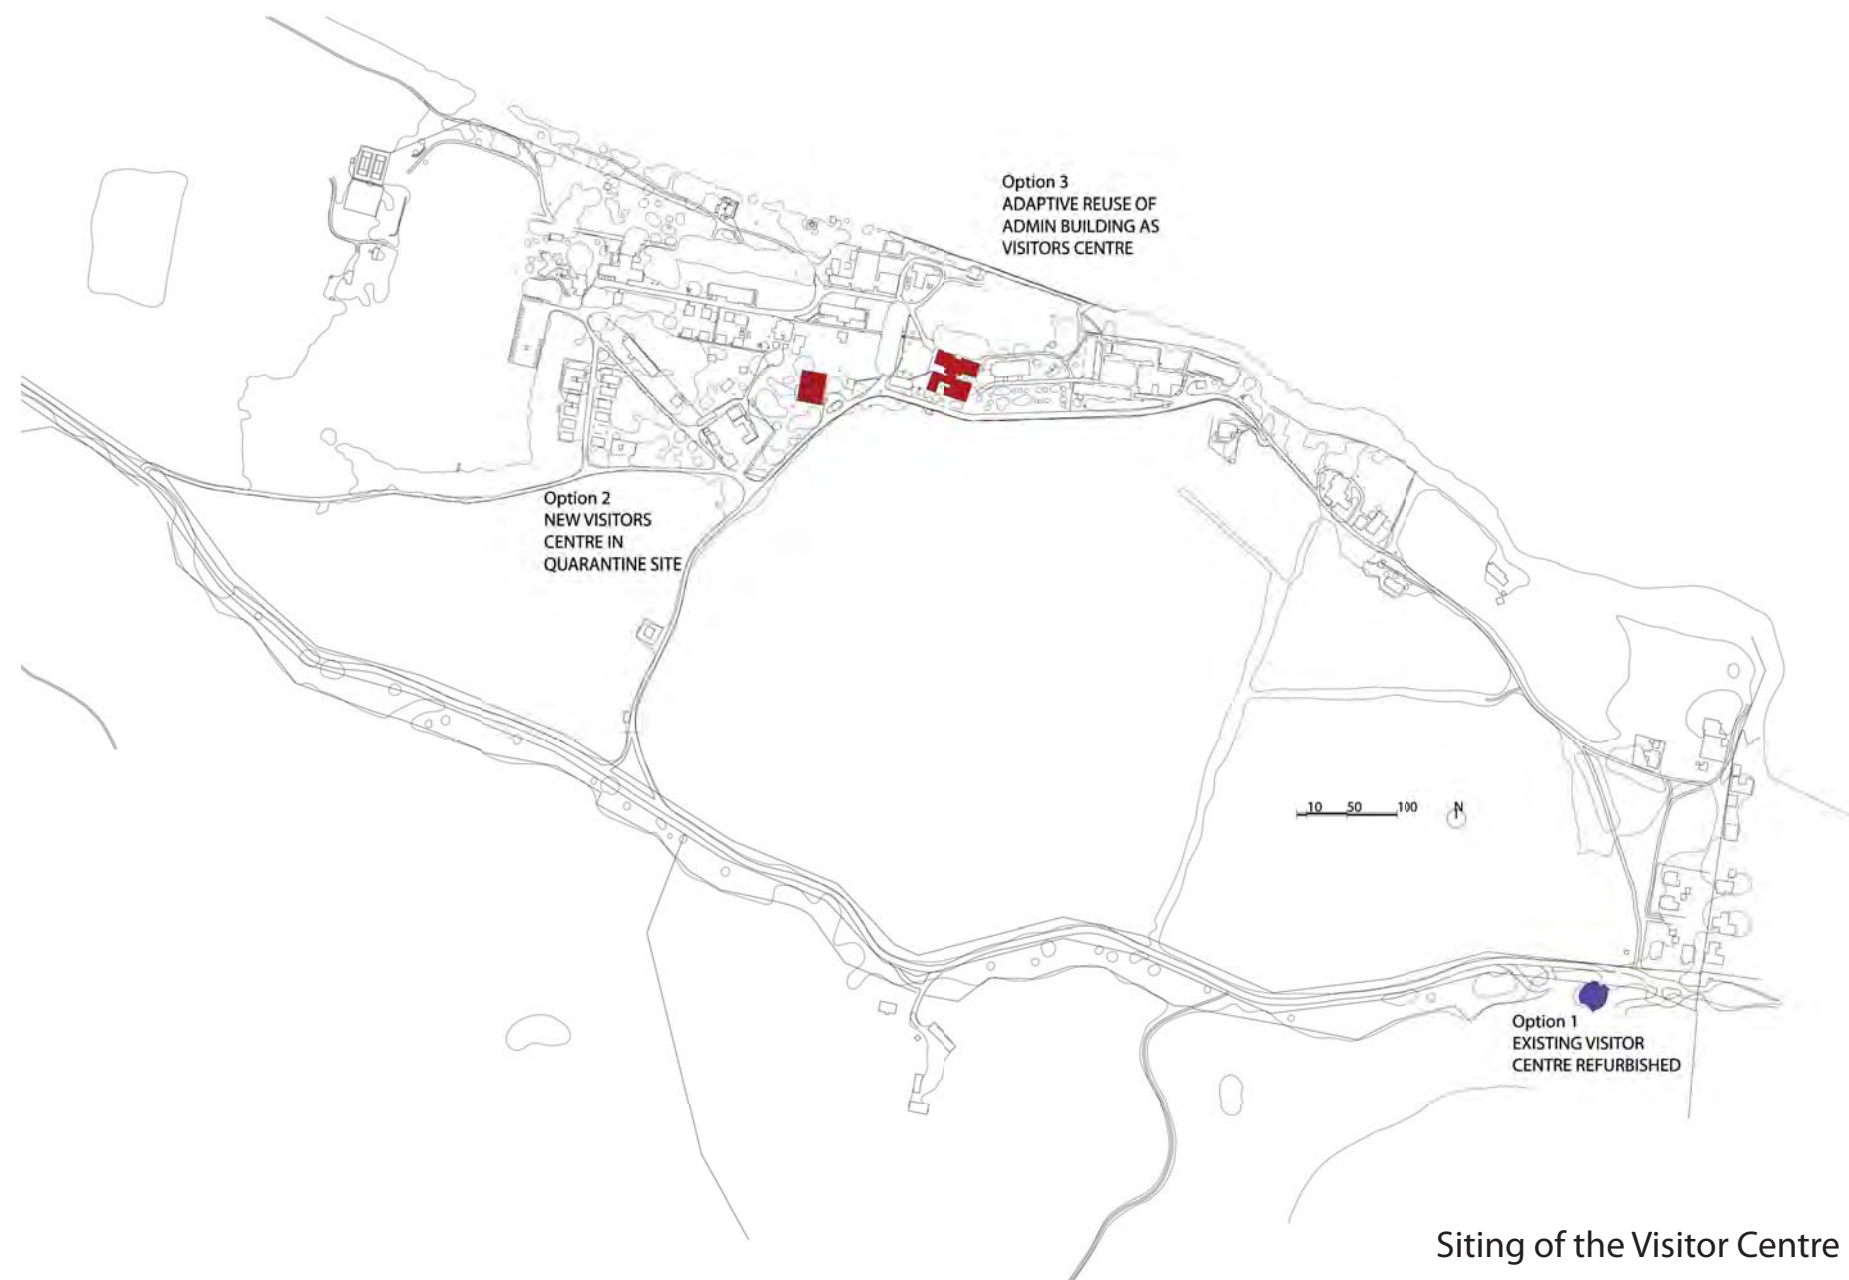 Option 3
ADAPTIVE REUSE OF
ADMIN BUILDING AS
VISITORS CENTRE
Option 2
NEW VISITORS
CENTRE IN
QUARANTINE SITE
10 50 100 N
Option 1
EXISTING VISITOR
CENTRE REFURBISHED
Siting of the Visitor Centre